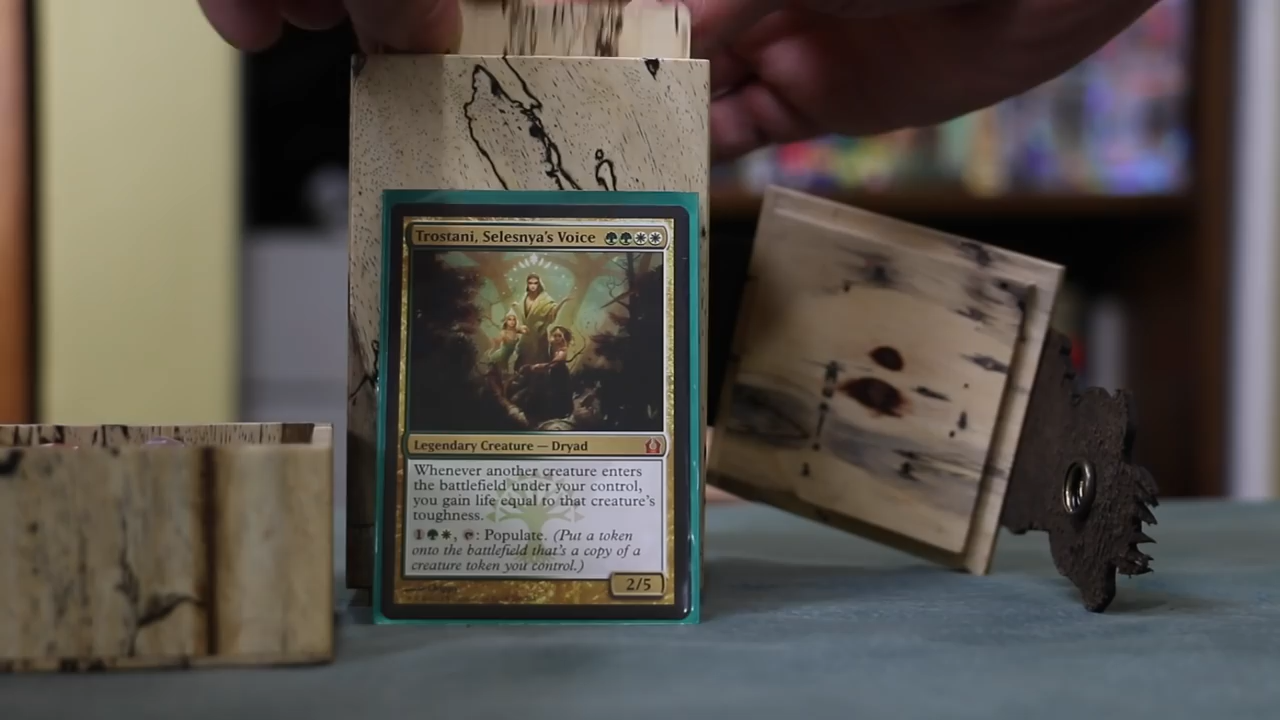 Trostani, Selesnya's Voice
Legendary Creature — Dryad
Whenever another creature enters
the battlefield under your control,
you gain life equal to that creature's
toughness.
1, : Populate. (Put a token
onto the battlefield that's a copy of a
creature token you control.)
2/5